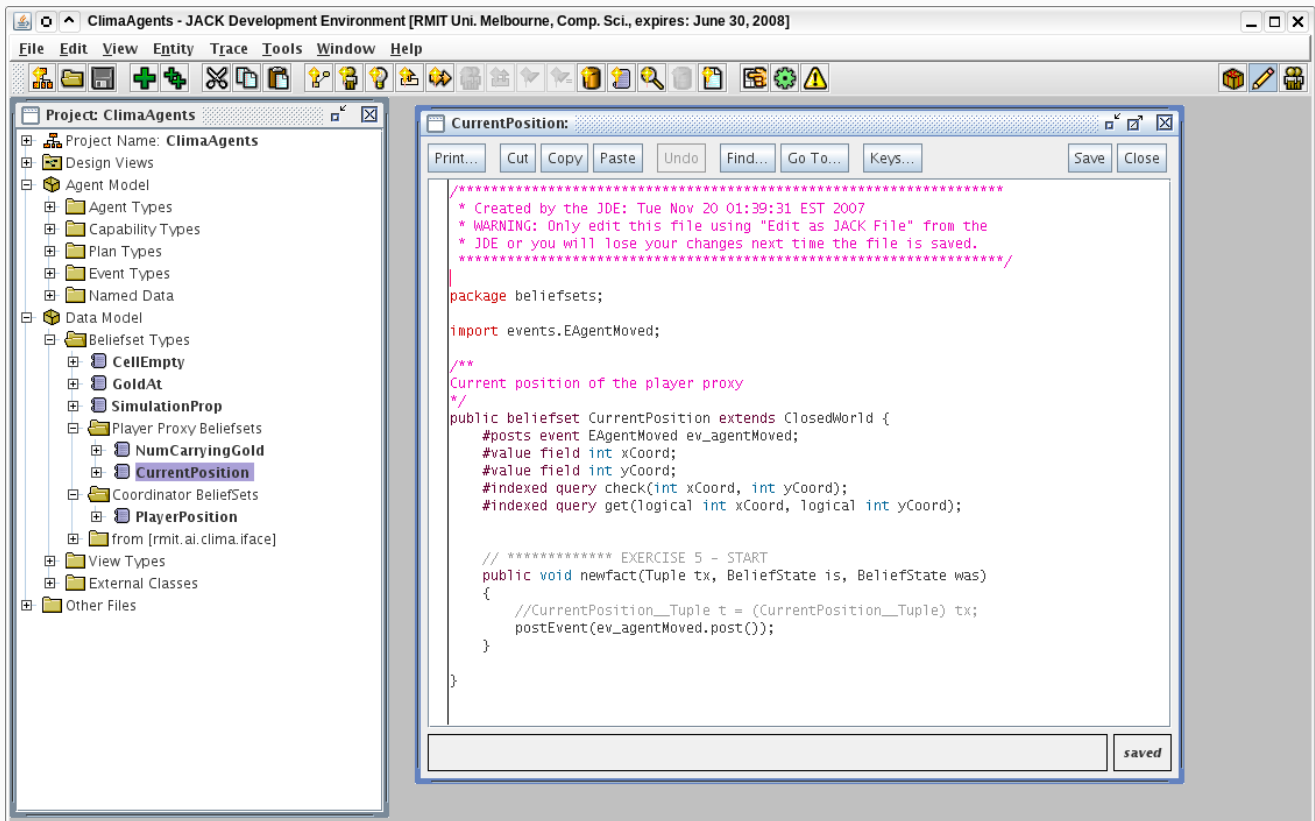 ClimaAgents - JACK Development Environment [RMIT Uni. Melbourne, Comp. Sci., expires: June 30, 2008]
File Edit View Entity Trace Tools Window Help
Project: ClimaAgents
Project Name: ClimaAgents
Design Views
Agent Model
Agent Types
Capability Types
Plan Types
Event Types
Named Data
Data Model
Beliefset Types
CellEmpty
GoldAt
SimulationProp
Player Proxy Beliefsets
NumCarryingGold
CurrentPosition
Coordinator BeliefSets
PlayerPosition
from [rmit.ai.clima.iface]
View Types
External Classes
Other Files
CurrentPosition:
Print... Cut Copy Paste Undo Find... Go To... Keys... Save Close
/*******************************************************************
* Created by the JDE: Tue Nov 20 01:39:31 EST 2007
* WARNING: Only edit this file using "Edit as JACK File" from the
* JDE or you will lose your changes next time the file is saved.
*******************************************************************/
package beliefsets;
import events.EAgentMoved;
/**
Current position of the player proxy
*/
public beliefset CurrentPosition extends ClosedWorld {
#posts event EAgentMoved ev_agentMoved;
#value field int xCoord;
#value field int yCoord;
#indexed query check(int xCoord, int yCoord);
#indexed query get(logical int xCoord, logical int yCoord);
// ************* EXERCISE 5 - START
public void newfact(Tuple tx, BeliefState is, BeliefState was)
{
//CurrentPosition__Tuple t = (CurrentPosition__Tuple) tx;
postEvent(ev_agentMoved.post());
}
}
saved